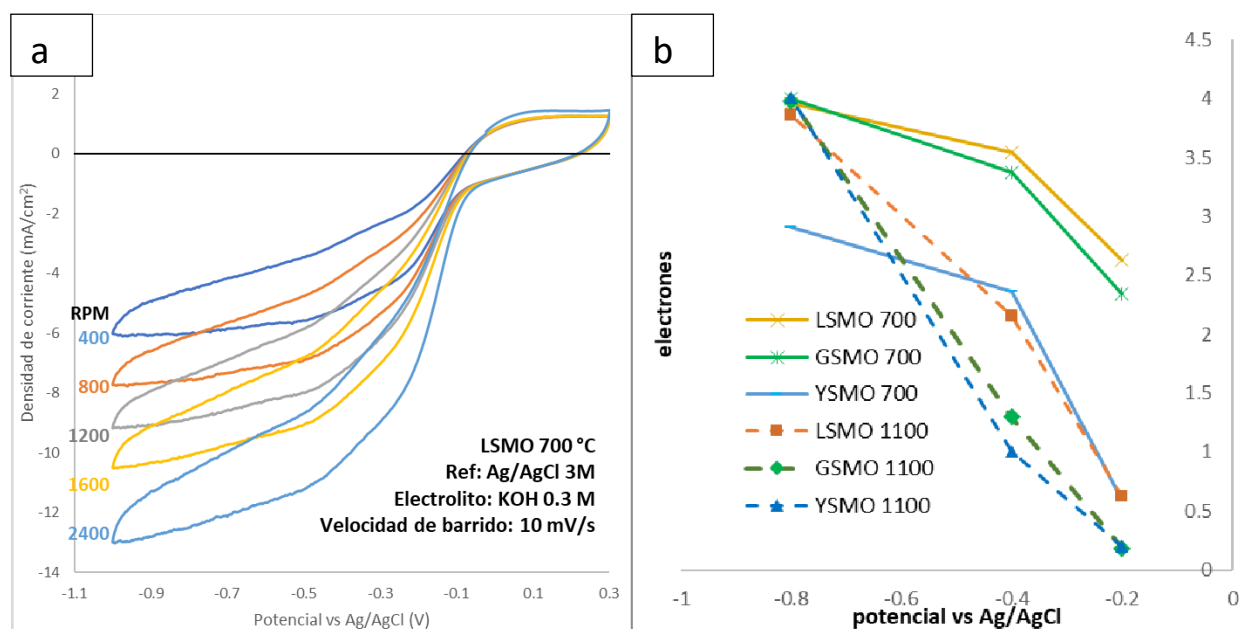 a
2
0
-2
-4
-6
-8
-10
-12
-14
Densidad de corriente (mA/cm²)
RPM
400
800
1200
1600
2400
LSMO 700 °C
Ref: Ag/AgCl 3M
Electrolito: KOH 0.3 M
Velocidad de barrido: 10 mV/s
-1.1 -0.9 -0.7 -0.5 -0.3 -0.1 0.1 0.3
Potencial vs Ag/AgCl (V)
b
4.5
4
3.5
3
2.5
2
1.5
1
0.5
0
electrones
LSMO 700
GSMO 700
YSMO 700
LSMO 1100
GSMO 1100
YSMO 1100
-1 -0.8 -0.6 -0.4 -0.2 0
potencial vs Ag/AgCl